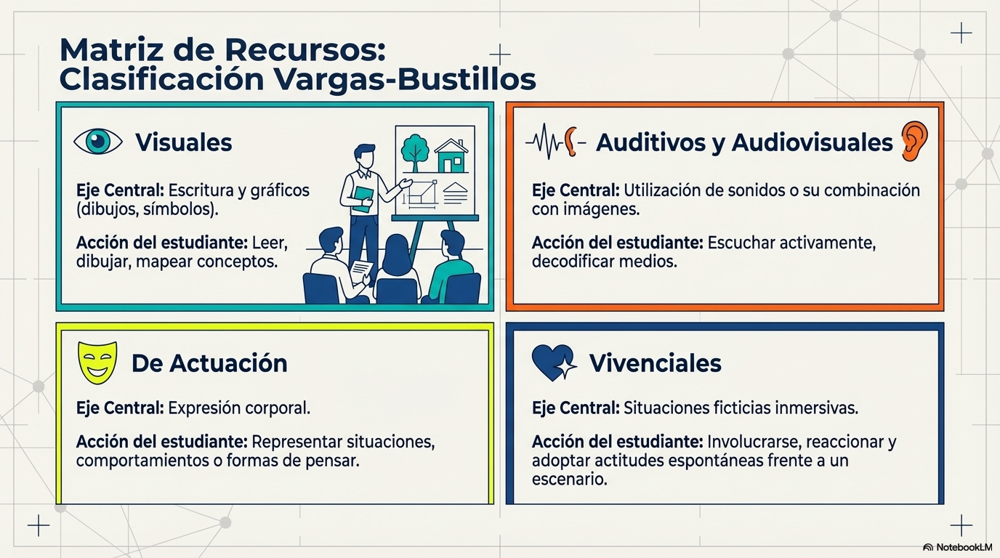 Matriz de Recursos:
Clasificación Vargas-Bustillos
Visuales
Eje Central: Escritura y gráficos
(dibujos, símbolos).
Acción del estudiante: Leer,
dibujar, mapear conceptos.
Auditivos y Audiovisuales
Eje Central: Utilización de sonidos o su combinación
con imágenes.
Acción del estudiante: Escuchar activamente,
decodificar medios.
De Actuación
Eje Central: Expresión corporal.
Acción del estudiante: Representar situaciones,
comportamientos o formas de pensar.
Vivenciales
Eje Central: Situaciones ficticias inmersivas.
Acción del estudiante: Involucrarse, reaccionar y
adoptar actitudes espontáneas frente a un
escenario.
NotebookLM